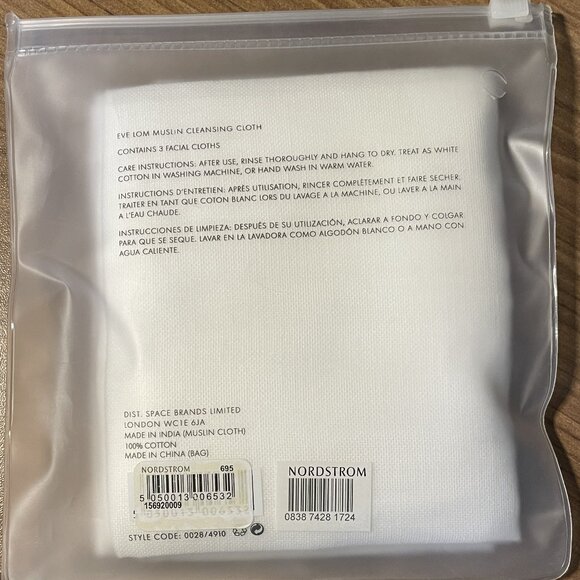 EVE LOM MUSLIN CLEANSING CLOTH
CONTAINS 3 FACIAL CLOTHS
CARE INSTRUCTIONS: AFTER USE, RINSE THOROUGHLY AND HANG TO DRY. TREAT AS WHITE
COTTON IN WASHING MACHINE, OR HAND WASH IN WARM WATER.
INSTRUCTIONS D'ENTRETIEN: APRÈS UTILISATION, RINCER COMPLÈTEMENT ET FAIRE SECHER.
TRAITER EN TANT QUE COTON BLANC LORS DU LAVAGE A LA MACHINE, OU LAVER A LA MAIN
A L'EAU CHAUDE.
INSTRUCCIONES DE LIMPIEZA: DESPUÉS DE SU UTILIZACIÓN, ACLARAR A FONDO Y COLGAR
PARA QUE SE SEQUE. LAVAR EN LA LAVADORA COMO ALGODÓN BLANCO O A MANO CON
AGUA CALIENTE.
DIST. SPACE BRANDS LIMITED
LONDON WC1E 6JA
MADE IN INDIA (MUSLIN CLOTH)
100% COTTON
MADE IN CHINA (BAG)
NORDSTROM 695
5 050013 006532
156920009
5 050013 006532
NORDSTROM
0838 7428 1724
STYLE CODE: 0028/4910